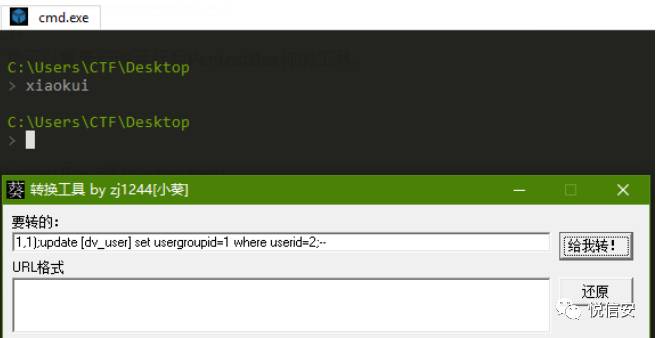 cmd.exe
C:\Users\CTF\Desktop
> xiaokui
C:\Users\CTF\Desktop
>
葵 转换工具 by zj1244[小葵]
要转的：
1,1);update [dv_user] set usergroupid=1 where userid=2;--
给我转！
URL格式
还原
悦信安